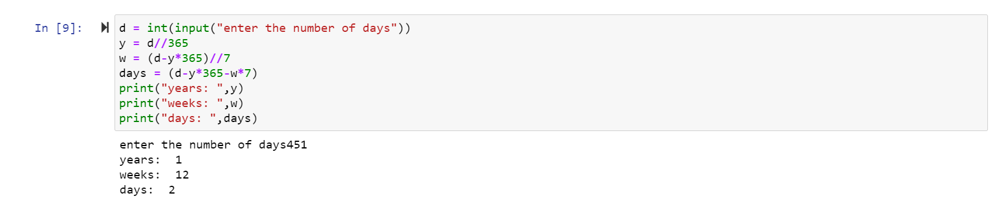 In [9]: d = int(input("enter the number of days"))
y = d//365
w = (d-y*365)//7
days = (d-y*365-w*7)
print("years: ",y)
print("weeks: ",w)
print("days: ",days)
enter the number of days451
years:  1
weeks:  12
days:  2